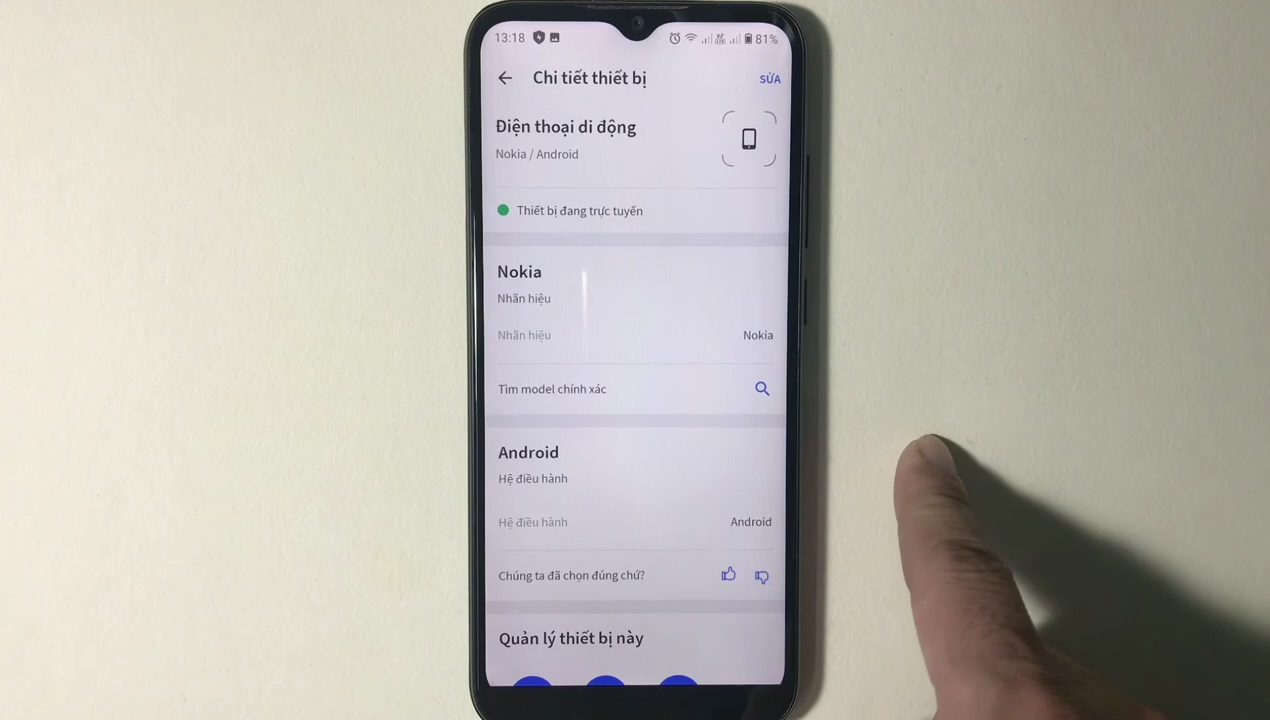 13:18 81%
Chi tiết thiết bị SỬA
Điện thoại di động
Nokia / Android
Thiết bị đang trực tuyến
Nokia
Nhãn hiệu
Nhãn hiệu Nokia
Tìm model chính xác
Android
Hệ điều hành
Hệ điều hành Android
Chúng ta đã chọn đúng chứ?
Quản lý thiết bị này